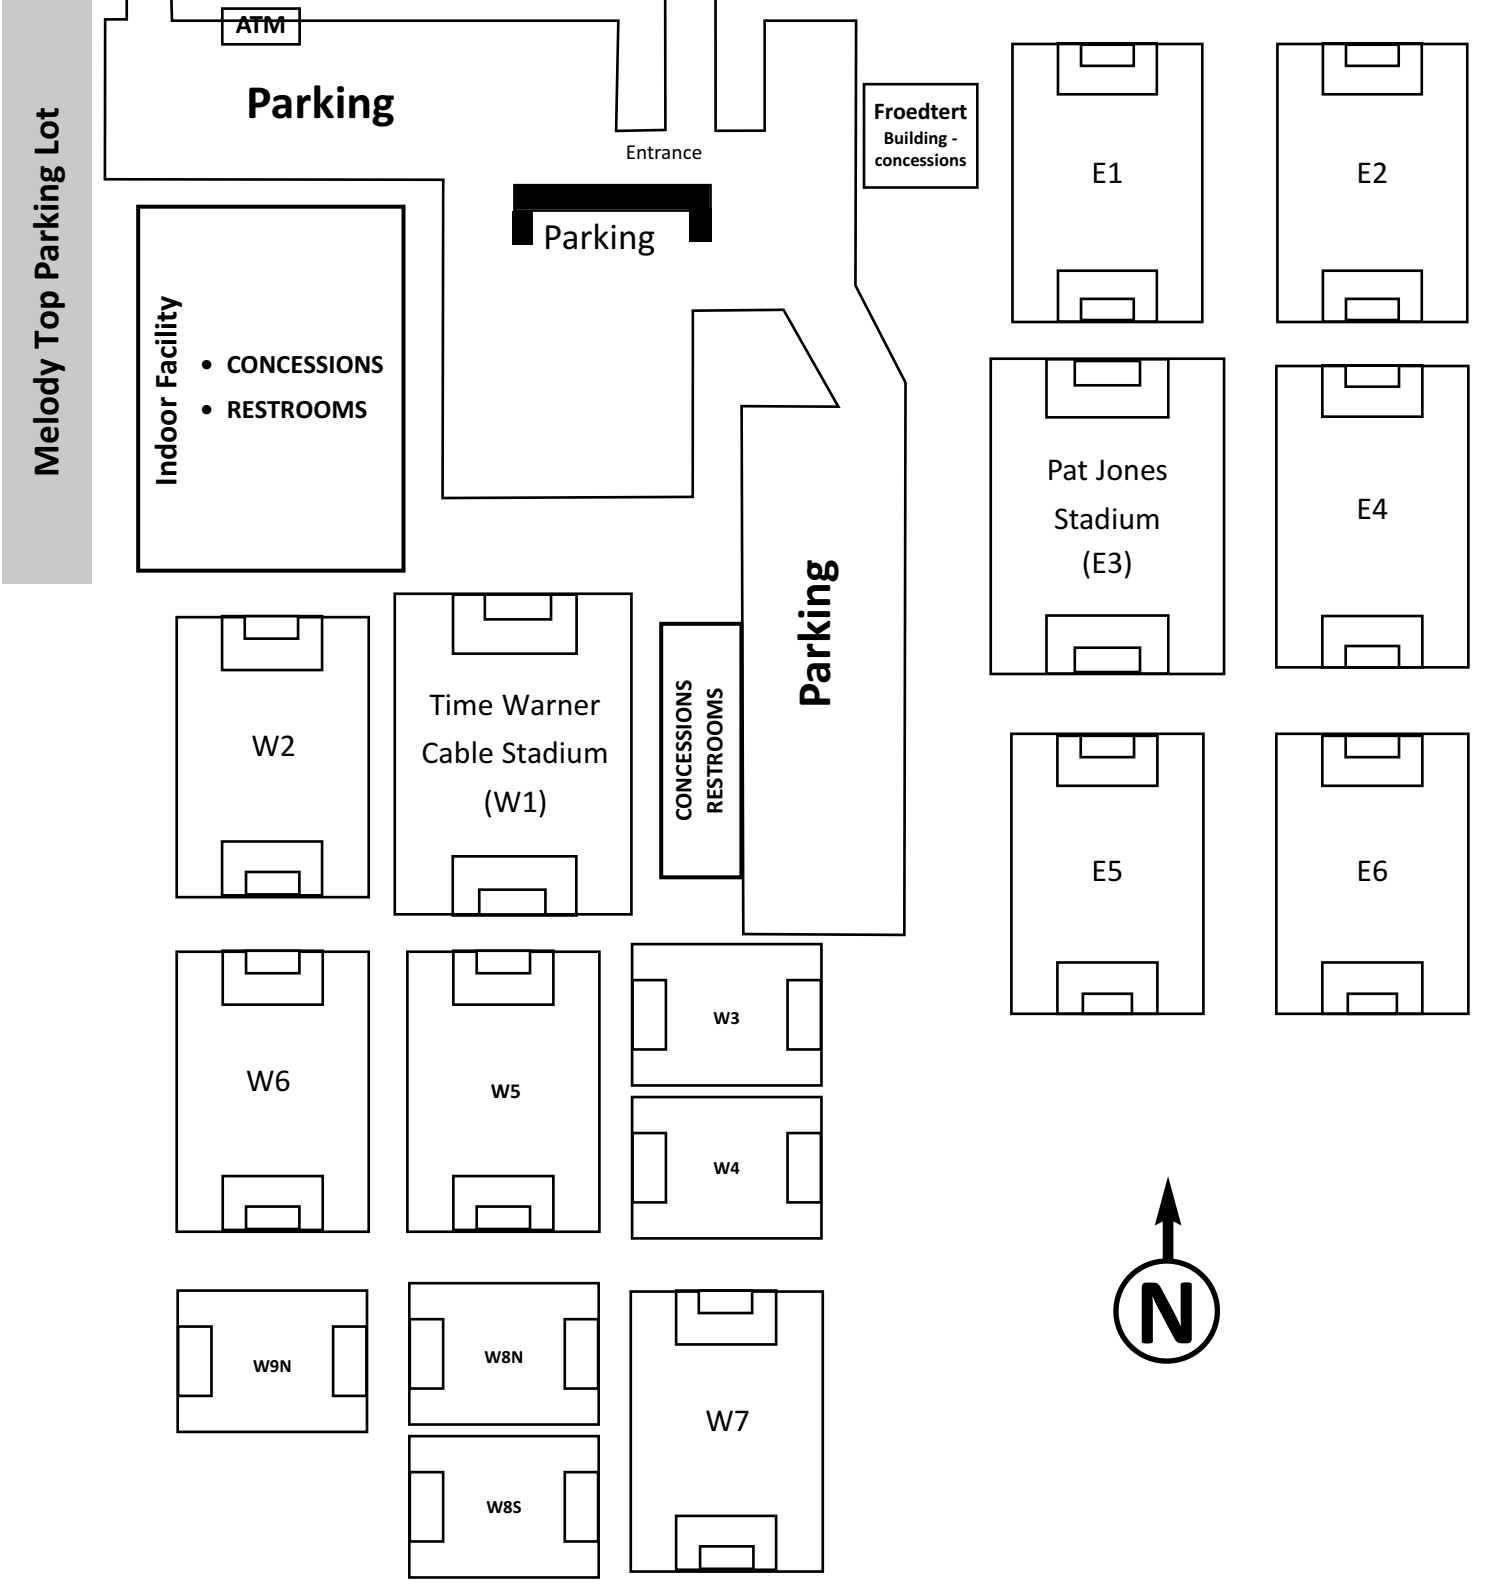 ATM
Parking
Melody Top Parking Lot
Entrance
Parking
Froedtert
Building -
concessions
E1
E2
Indoor Facility
• CONCESSIONS
• RESTROOMS
Pat Jones
Stadium
(E3)
E4
Parking
W2
Time Warner
Cable Stadium
(W1)
CONCESSIONS
RESTROOMS
E5
E6
W3
W6
W5
W4
W9N
W8N
W7
W8S
N